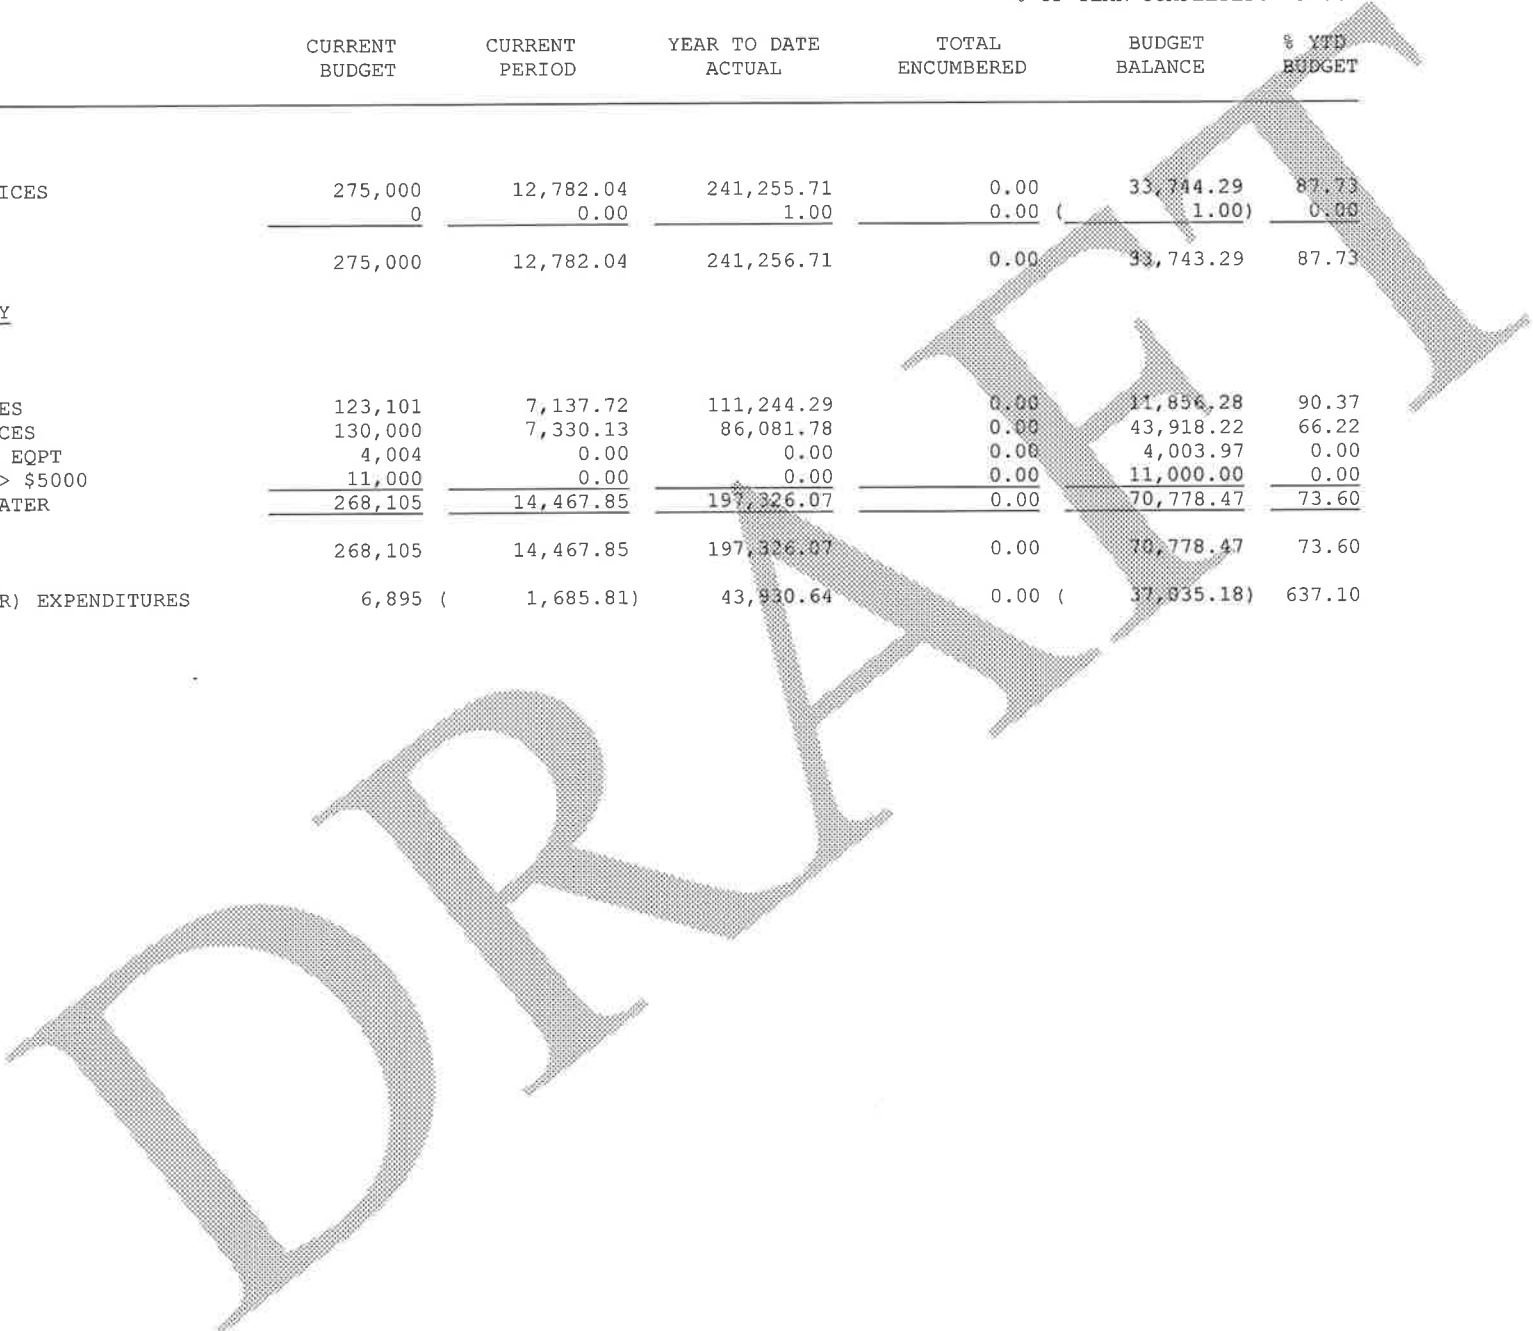 CURRENT CURRENT YEAR TO DATE TOTAL BUDGET % YTD
BUDGET PERIOD ACTUAL ENCUMBERED BALANCE BUDGET
ICES 275,000 12,782.04 241,255.71 0.00 33,744.29 87.73
0 0.00 1.00 0.00 ( 1.00) 0.00
275,000 12,782.04 241,256.71 0.00 33,743.29 87.73
Y
ES 123,101 7,137.72 111,244.29 0.00 11,856.28 90.37
CES 130,000 7,330.13 86,081.78 0.00 43,918.22 66.22
EQPT 4,004 0.00 0.00 0.00 4,003.97 0.00
> $5000 11,000 0.00 0.00 0.00 11,000.00 0.00
ATER 268,105 14,467.85 197,326.07 0.00 70,778.47 73.60
268,105 14,467.85 197,326.07 0.00 70,778.47 73.60
R) EXPENDITURES 6,895 ( 1,685.81) 43,930.64 0.00 ( 37,035.18) 637.10
DRAFT